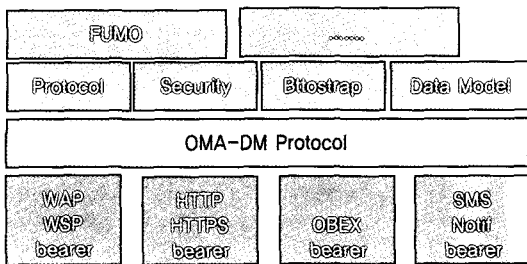 FUMO
......
Protocol
Security
Bttostrap
Data Model
OMA-DM Protocol
WAP
WSP
bearer
HTTP
HTTPS
bearer
OBEX
bearer
SMS
Notif
bearer